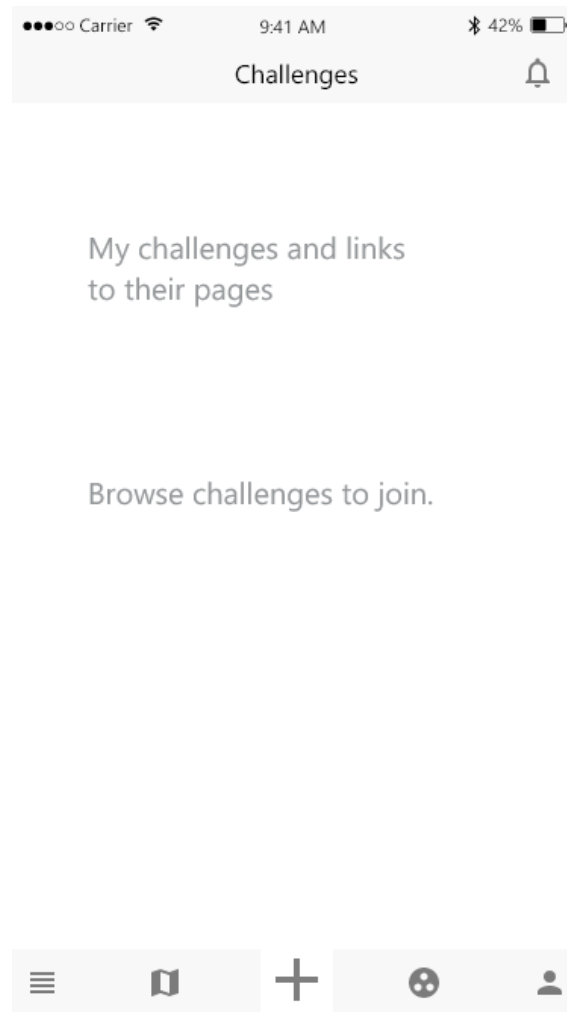 Carrier 9:41 AM 42%
Challenges
My challenges and links
to their pages
Browse challenges to join.